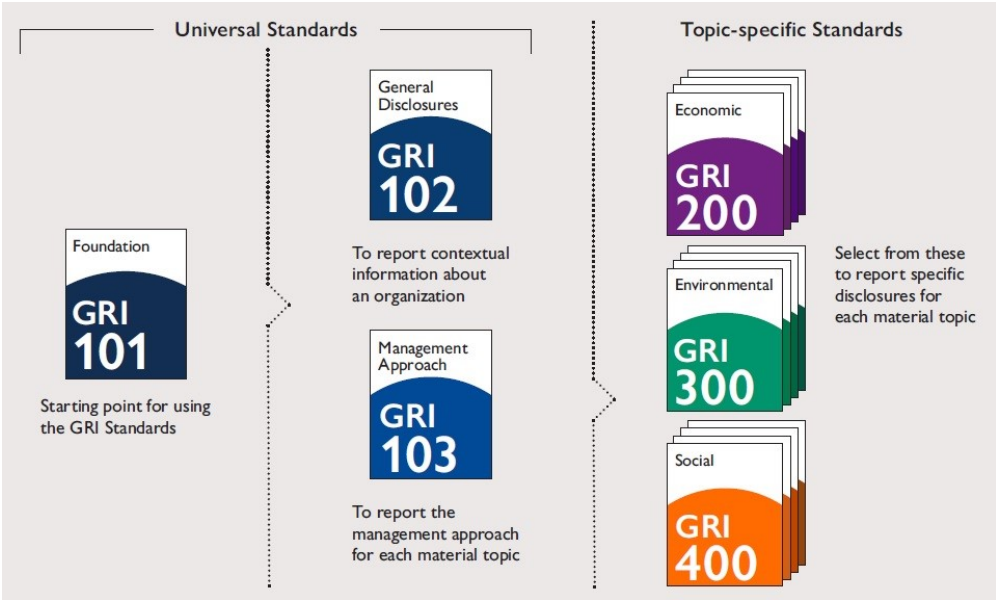 Universal Standards
Foundation
GRI
101
Starting point for using
the GRI Standards
General
Disclosures
GRI
102
To report contextual
information about
an organization
Management
Approach
GRI
103
To report the
management approach
for each material topic
Topic-specific Standards
Economic
GRI
200
Environmental
GRI
300
Social
GRI
400
Select from these
to report specific
disclosures for
each material topic